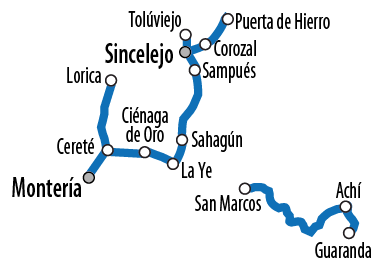 Tolúviejo
Puerta de Hierro
Sincelejo
Corozal
Sampués
Lorica
Ciénaga
de Oro
Cereté
Sahagún
La Ye
Montería
San Marcos
Achí
Guaranda